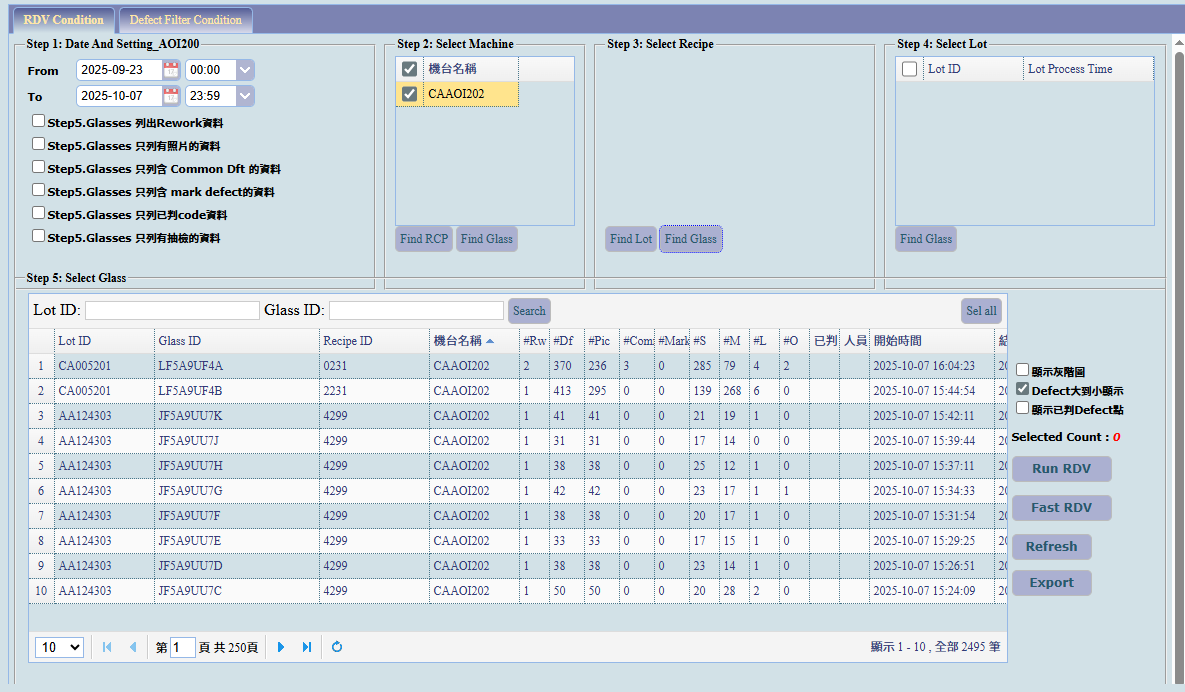 RDV Condition Defect Filter Condition
Step 1: Date And Setting_AOI200
From 2025-09-23 00:00
To 2025-10-07 23:59
Step5.Glasses 列出Rework資料
Step5.Glasses 只列有照片的資料
Step5.Glasses 只列含 Common Dft 的資料
Step5.Glasses 只列含 mark defect的資料
Step5.Glasses 只列已判code資料
Step5.Glasses 只列有抽檢的資料
Step 2: Select Machine
機台名稱
CAAOI202
Find RCP Find Glass
Step 3: Select Recipe
Find Lot Find Glass
Step 4: Select Lot
Lot ID Lot Process Time
Find Glass
Step 5: Select Glass
Lot ID: Glass ID: Search Sel all
Lot ID Glass ID Recipe ID 機台名稱 #Rw #Df #Pic #Com #Mark #S #M #L #O 已判 人員 開始時間
1 CA005201 LF5A9UF4A 0231 CAAOI202 2 370 236 3 0 285 79 4 2 2025-10-07 16:04:23 20
2 CA005201 LF5A9UF4B 2231 CAAOI202 1 413 295 0 0 139 268 6 0 2025-10-07 15:44:54 20
3 AA124303 JF5A9UU7K 4299 CAAOI202 1 41 41 0 0 21 19 1 0 2025-10-07 15:42:11 20
4 AA124303 JF5A9UU7J 4299 CAAOI202 1 31 31 0 0 17 14 0 0 2025-10-07 15:39:44 20
5 AA124303 JF5A9UU7H 4299 CAAOI202 1 38 38 0 0 25 12 1 0 2025-10-07 15:37:11 20
6 AA124303 JF5A9UU7G 4299 CAAOI202 1 42 42 0 0 23 17 1 1 2025-10-07 15:34:33 20
7 AA124303 JF5A9UU7F 4299 CAAOI202 1 38 38 0 0 20 17 1 0 2025-10-07 15:31:54 20
8 AA124303 JF5A9UU7E 4299 CAAOI202 1 33 33 0 0 17 15 1 0 2025-10-07 15:29:25 20
9 AA124303 JF5A9UU7D 4299 CAAOI202 1 38 38 0 0 23 14 1 0 2025-10-07 15:26:51 20
10 AA124303 JF5A9UU7C 4299 CAAOI202 1 50 50 0 0 20 28 2 0 2025-10-07 15:24:09 20
10 第 1 頁 共 250頁 顯示 1 - 10 , 全部 2495 筆
顯示灰階圖
Defect大到小顯示
顯示已判Defect點
Selected Count : 0
Run RDV
Fast RDV
Refresh
Export